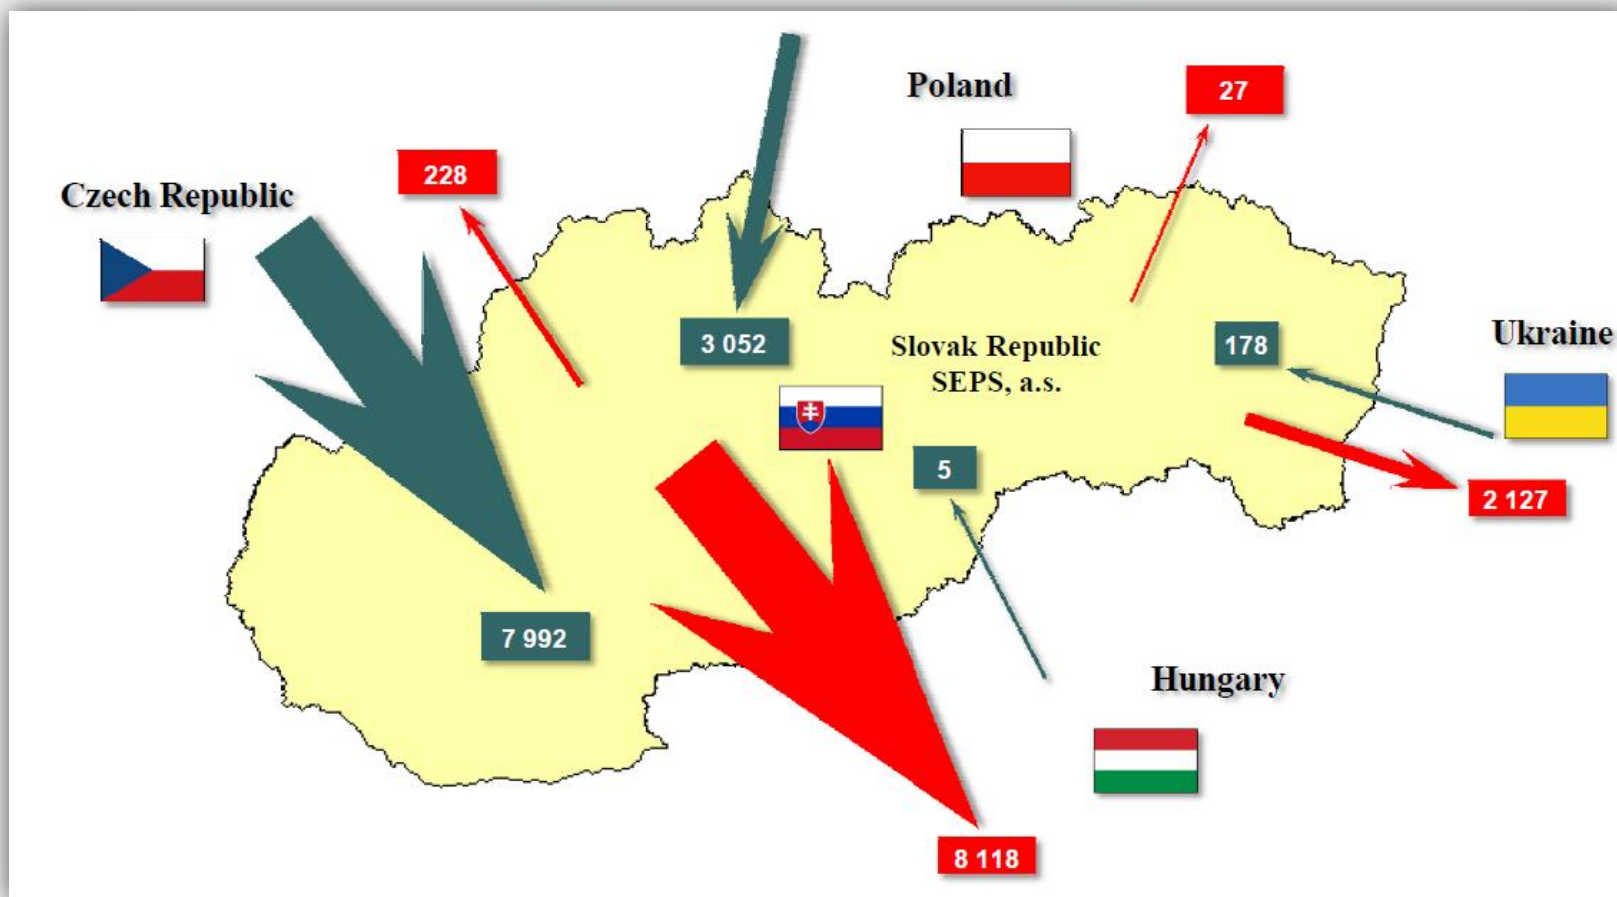 Poland
27
228
Czech Republic
3 052
Slovak Republic
SEPS, a.s.
178
Ukraine
5
2 127
7 992
Hungary
8 118